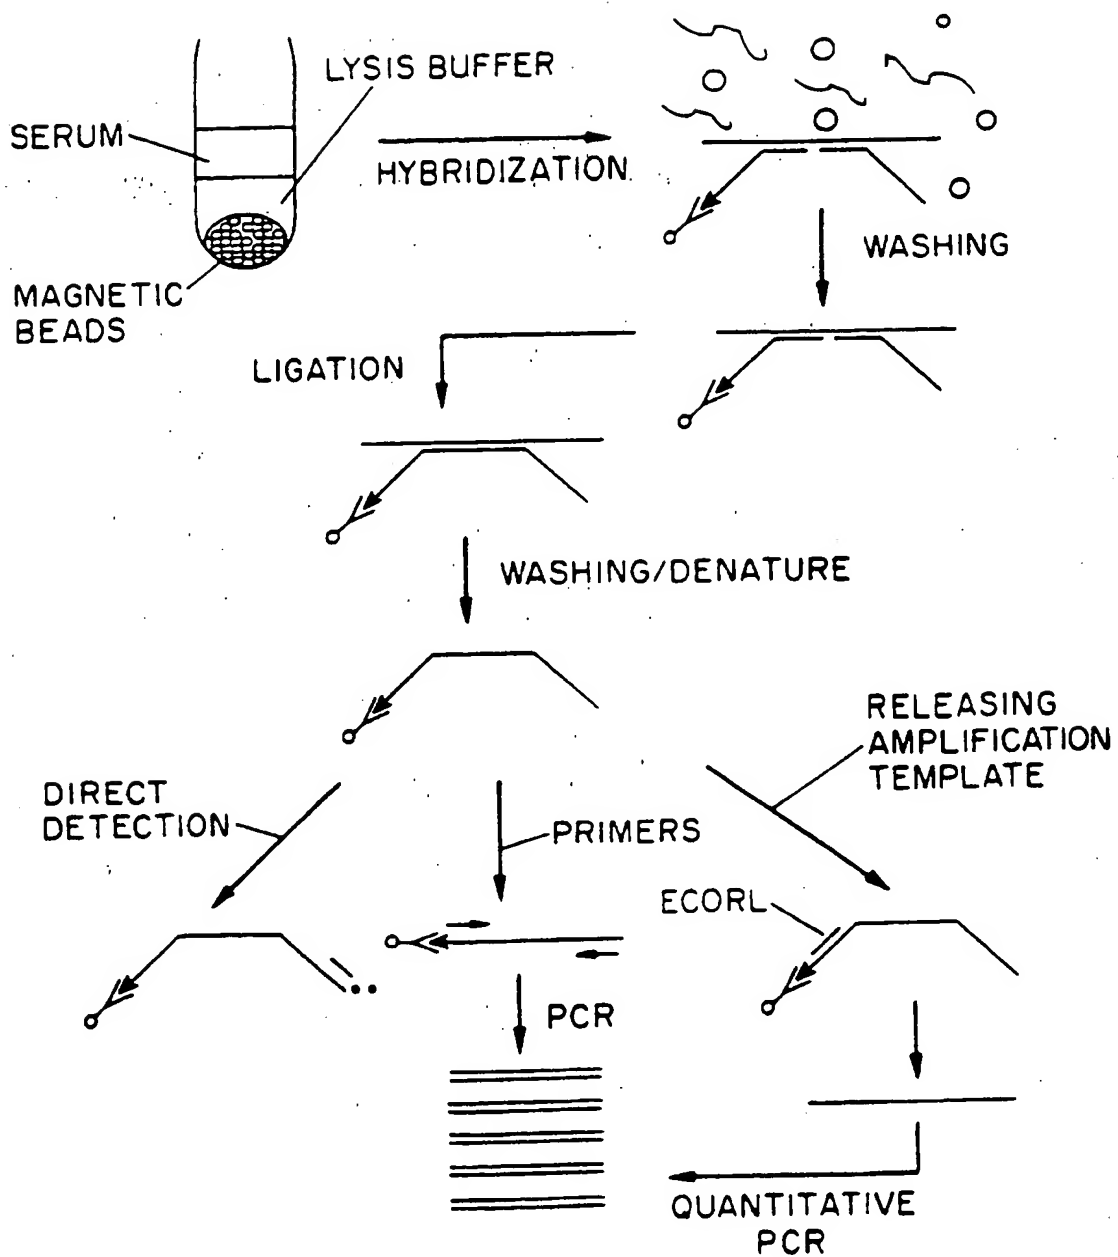 LYSIS BUFFER
SERUM
HYBRIDIZATION
MAGNETIC
BEADS
WASHING
LIGATION
WASHING/DENATURE
RELEASING
AMPLIFICATION
TEMPLATE
DIRECT
DETECTION
PRIMERS
ECORL
PCR
QUANTITATIVE
PCR